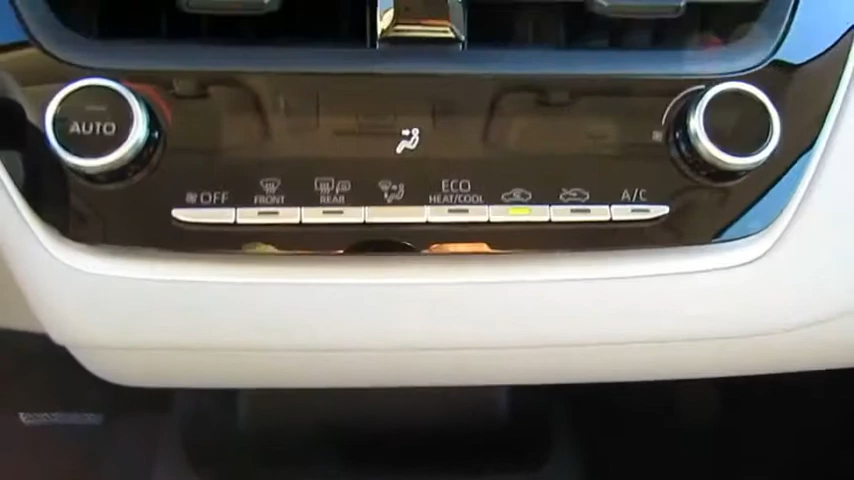 AUTO
OFF
FRONT
REAR
ECO
HEAT/COOL
A/C